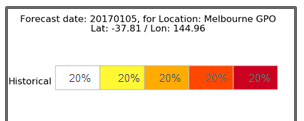 Forecast date: 20170105, for Location: Melbourne GPO
Lat: -37.81 / Lon: 144.96
Historical 20% 20% 20% 20% 20%